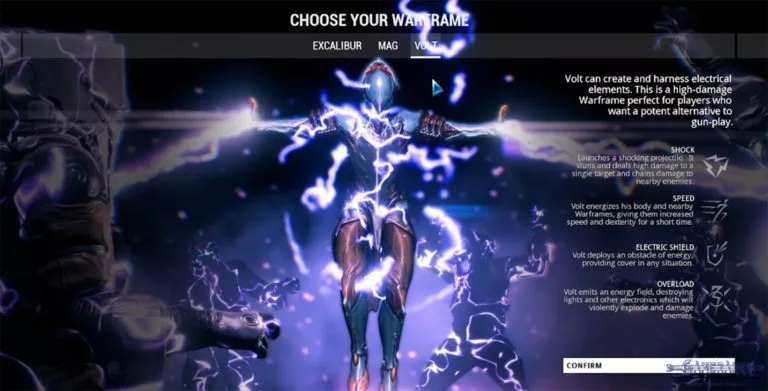 CHOOSE YOUR WARFRAME
EXCALIBUR MAG VOLT
Volt can create and harness electrical
elements. This is a high-damage
Warframe perfect for players who
want a potent alternative to
gun-play.
SHOCK
Launches a shocking projectile. It
stuns and deals high damage to a
single target and chains damage to
nearby enemies.
SPEED
Volt energizes his body and nearby
Warframes, giving them increased
speed and dexterity for a short time.
ELECTRIC SHIELD
Volt deploys an obstacle of energy,
providing cover in any situation.
OVERLOAD
Volt emits an energy field, destroying
lights and other electronics which will
violently explode and damage
enemies.
CONFIRM